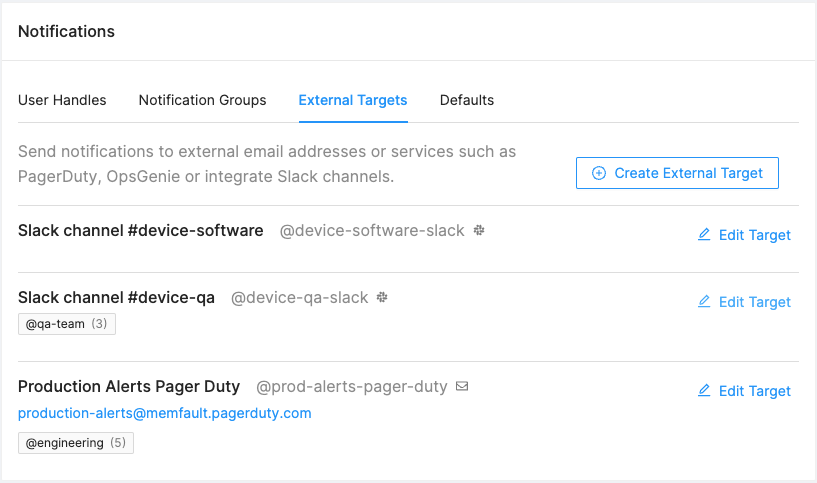 Notifications
User Handles Notification Groups External Targets Defaults
Send notifications to external email addresses or services such as
PagerDuty, OpsGenie or integrate Slack channels.
Create External Target
Slack channel #device-software @device-software-slack
Edit Target
Slack channel #device-qa @device-qa-slack
Edit Target
@qa-team (3)
Production Alerts Pager Duty @prod-alerts-pager-duty
Edit Target
production-alerts@memfault.pagerduty.com
@engineering (5)